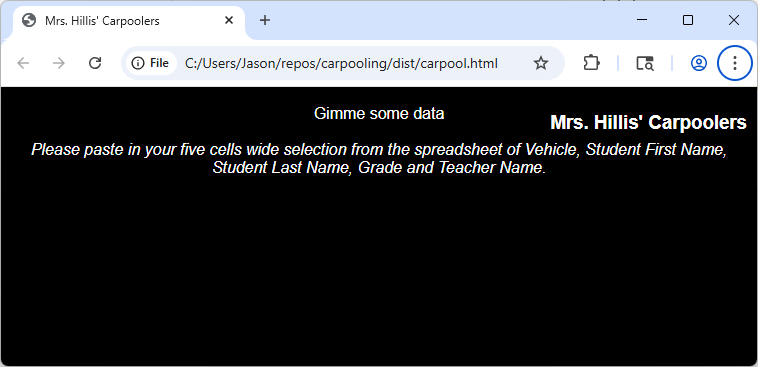 Mrs. Hillis' Carpoolers
File C:/Users/Jason/repos/carpooling/dist/carpool.html
Gimme some data
Mrs. Hillis' Carpoolers
Please paste in your five cells wide selection from the spreadsheet of Vehicle, Student First Name,
Student Last Name, Grade and Teacher Name.